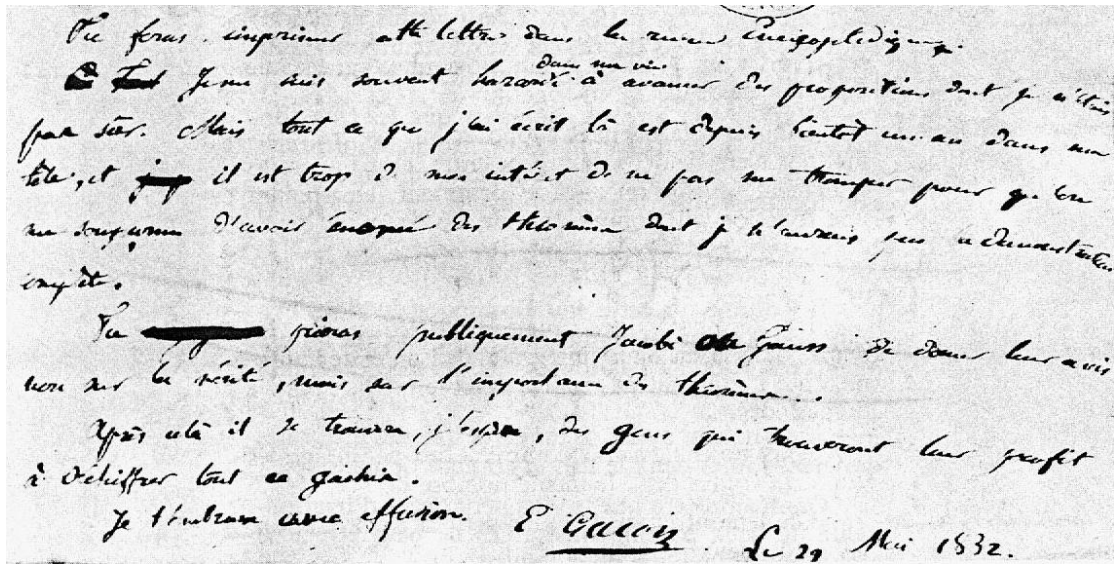 Tu feras imprimer cette lettre dans la revue Encyclopédique.
dans ma vie
Je me suis souvent hazardé à avancer des propositions dont je n'étais
pas sûr. Mais tout ce que j'ai écrit là est depuis bientôt un an dans ma
tête, et il est trop de mon intérêt de ne pas me tromper pour qu'on
me soupçonne d'avoir énoncé des théorèmes dont je n'aurais pas la démonstration
complète.
Tu prieras publiquement Jacobi ou Gauss de donner leur avis
non sur la vérité, mais sur l'importance des théorèmes.
Après cela il se trouvera, j'espère, des gens qui trouveront leur profit
à déchiffrer tout ce gâchis.
Je t'embrasse avec effusion. E Galois Le 29 Mai 1832.